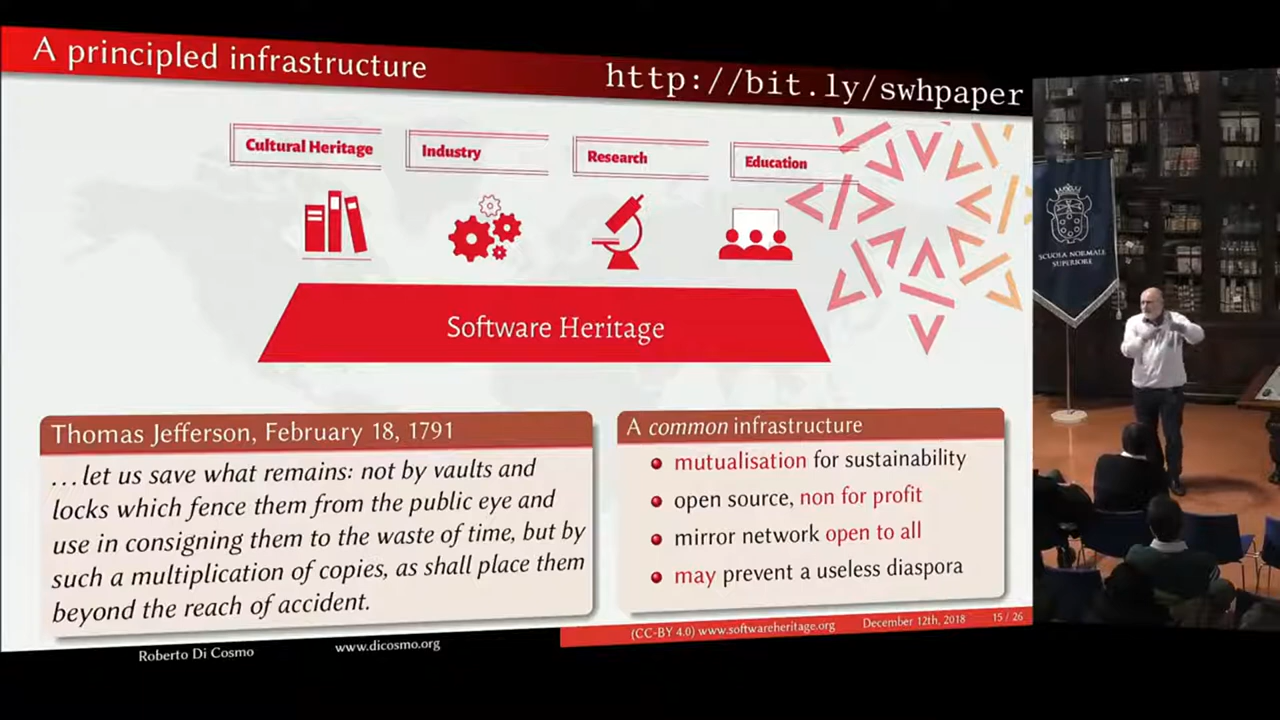 A principled infrastructure
http://bit.ly/swhpaper
Cultural Heritage
Industry
Research
Education
Software Heritage
Thomas Jefferson, February 18, 1791
...let us save what remains: not by vaults and
locks which fence them from the public eye and
use in consigning them to the waste of time, but by
such a multiplication of copies, as shall place them
beyond the reach of accident.
A common infrastructure
mutualisation for sustainability
open source, non for profit
mirror network open to all
may prevent a useless diaspora
Roberto Di Cosmo
www.dicosmo.org
(CC-BY 4.0) www.softwareheritage.org
December 12th, 2018
15 / 26
SCUOLA NORMALE
SUPERIORE